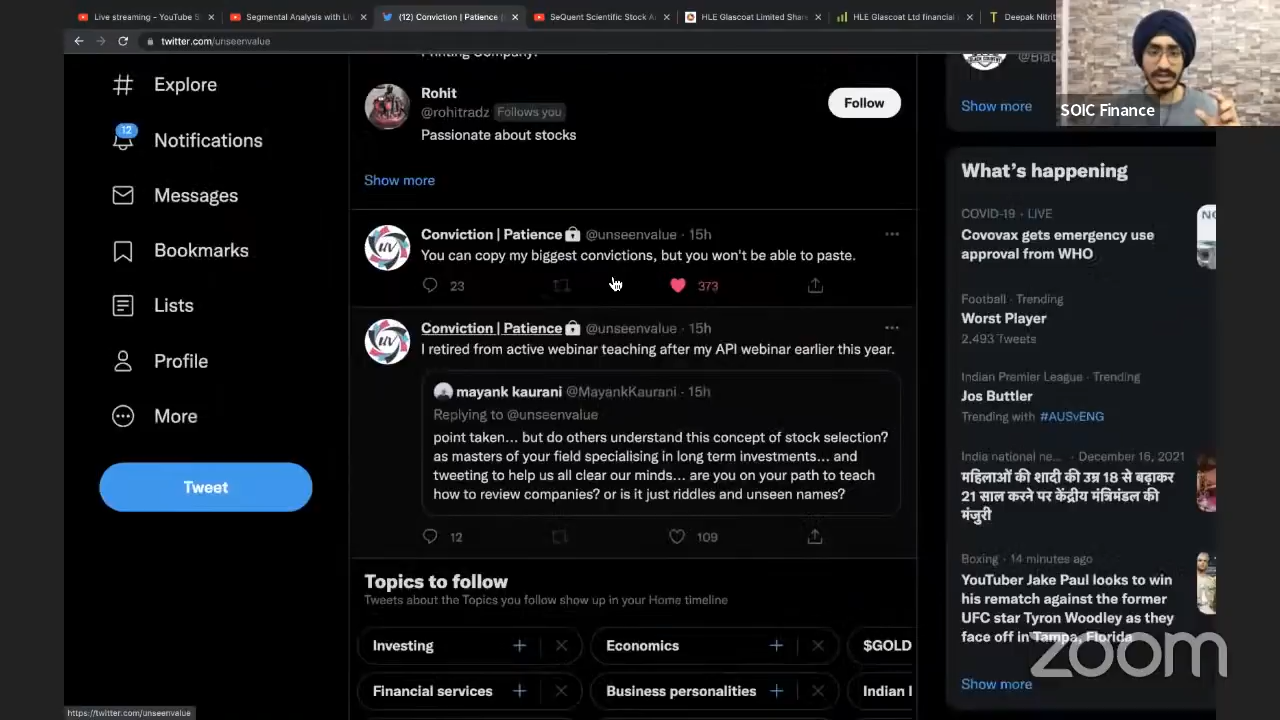 Live streaming - YouTube S
Segmental Analysis with Li
(12) Conviction | Patience
SeQuent Scientific Stock A
HLE Glascoat Limited Share
HLE Glascoat Ltd financial
Deepak Nitrit
twitter.com/unseenvalue
Explore
12
Notifications
Messages
Bookmarks
Lists
Profile
More
Tweet
Printing Company!
Rohit
@rohitradz Follows you
Passionate about stocks
Follow
Show more
Conviction | Patience @unseenvalue · 15h
You can copy my biggest convictions, but you won't be able to paste.
23
373
Conviction | Patience @unseenvalue · 15h
I retired from active webinar teaching after my API webinar earlier this year.
mayank kaurani @MayankKaurani · 15h
Replying to @unseenvalue
point taken... but do others understand this concept of stock selection?
as masters of your field specialising in long term investments... and
tweeting to help us all clear our minds... are you on your path to teach
how to review companies? or is it just riddles and unseen names?
12
109
Topics to follow
Tweets about the Topics you follow show up in your Home timeline
Investing
Economics
$GOLD
Financial services
Business personalities
Indian
@Blac
Show more
SOIC Finance
What's happening
COVID-19 · LIVE
Covovax gets emergency use
approval from WHO
Football · Trending
Worst Player
2,493 Tweets
Indian Premier League · Trending
Jos Buttler
Trending with #AUSvENG
India national ne... · December 16, 2021
महिलाओं की शादी की उम्र 18 से बढ़ाकर
21 साल करने पर केंद्रीय मंत्रिमंडल की
मंजूरी
Boxing · 14 minutes ago
YouTuber Jake Paul looks to win
his rematch against the former
UFC star Tyron Woodley as they
face off in Tampa, Florida
Show more
zoom
https://twitter.com/unseenvalue